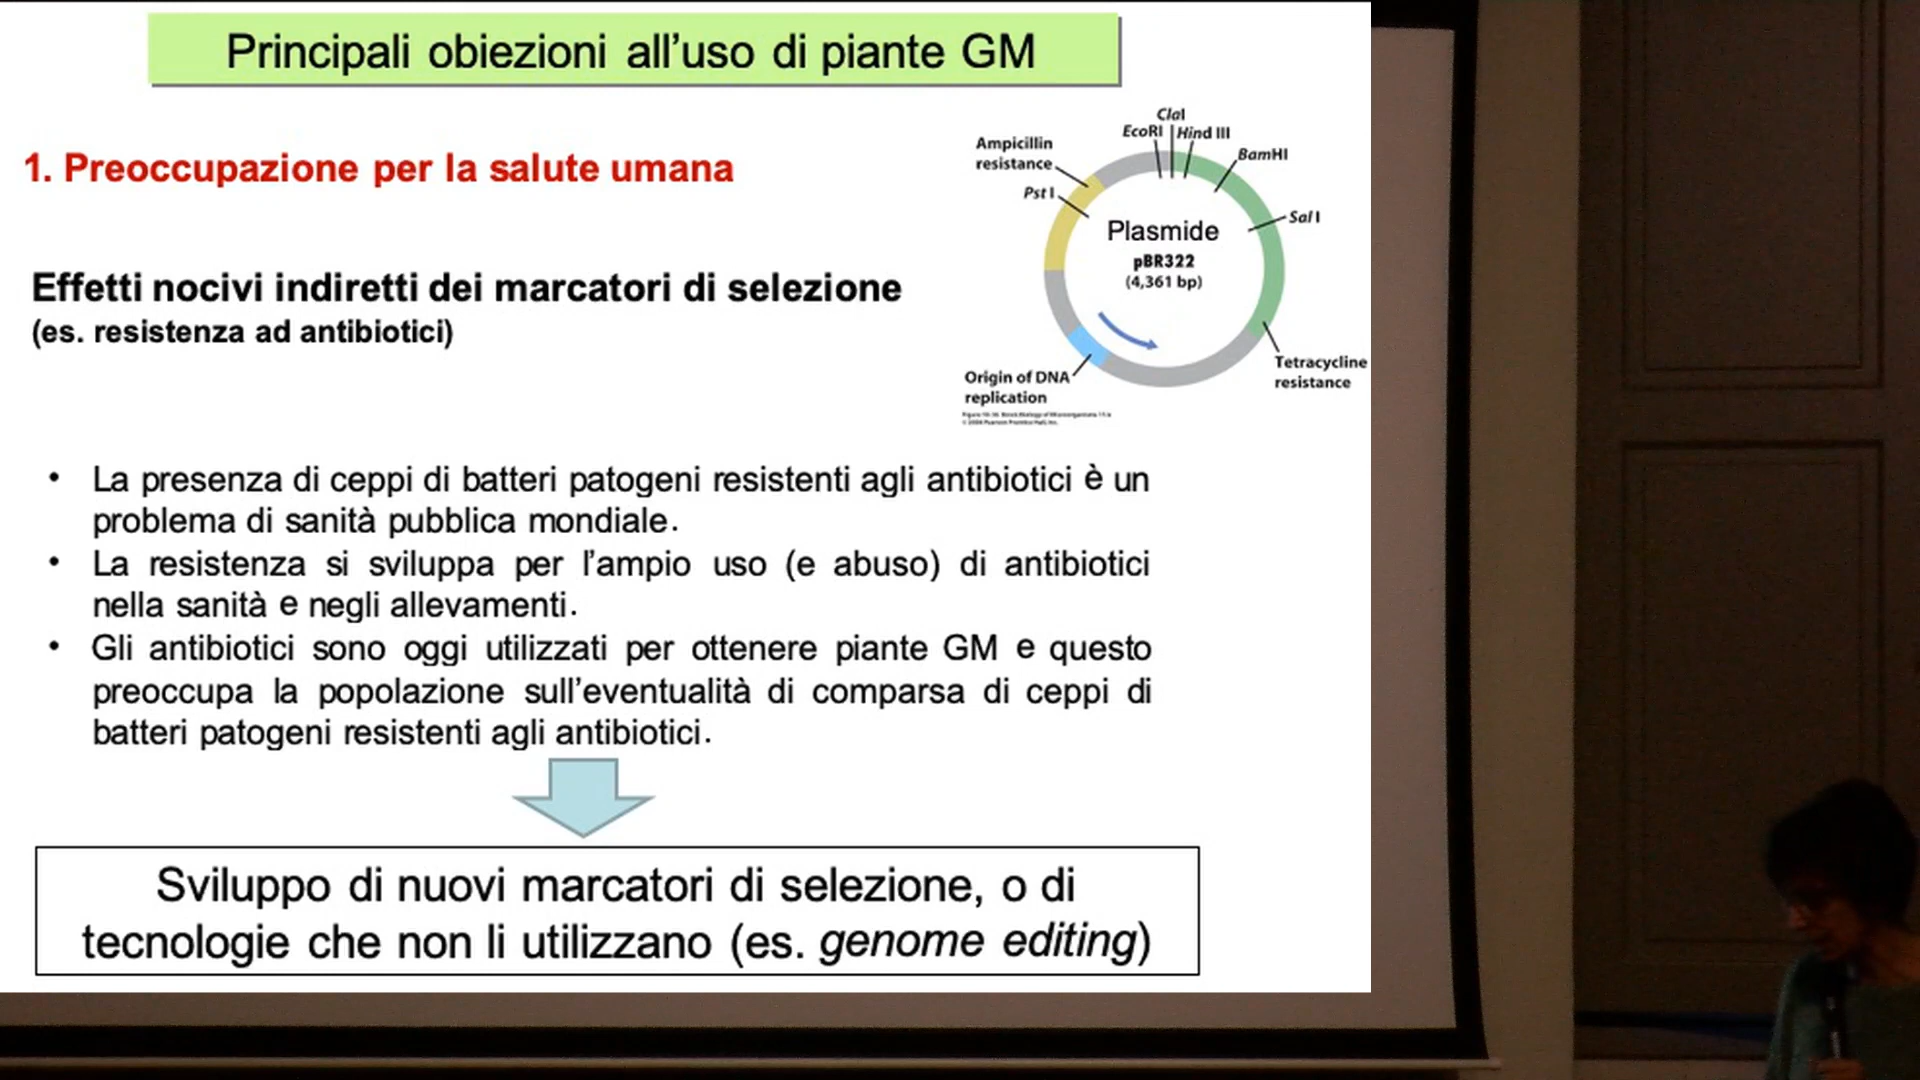 Principali obiezioni all’uso di piante GM
1. Preoccupazione per la salute umana
Effetti nocivi indiretti dei marcatori di selezione
(es. resistenza ad antibiotici)
ClaI
EcoRI
Hind III
Ampicillin
resistance
BamHI
Pst I
Sal I
Plasmide
pBR322
(4,361 bp)
Origin of DNA
replication
Tetracycline
resistance
• La presenza di ceppi di batteri patogeni resistenti agli antibiotici è un
problema di sanità pubblica mondiale.
• La resistenza si sviluppa per l’ampio uso (e abuso) di antibiotici
nella sanità e negli allevamenti.
• Gli antibiotici sono oggi utilizzati per ottenere piante GM e questo
preoccupa la popolazione sull’eventualità di comparsa di ceppi di
batteri patogeni resistenti agli antibiotici.
Sviluppo di nuovi marcatori di selezione, o di
tecnologie che non li utilizzano (es. genome editing)